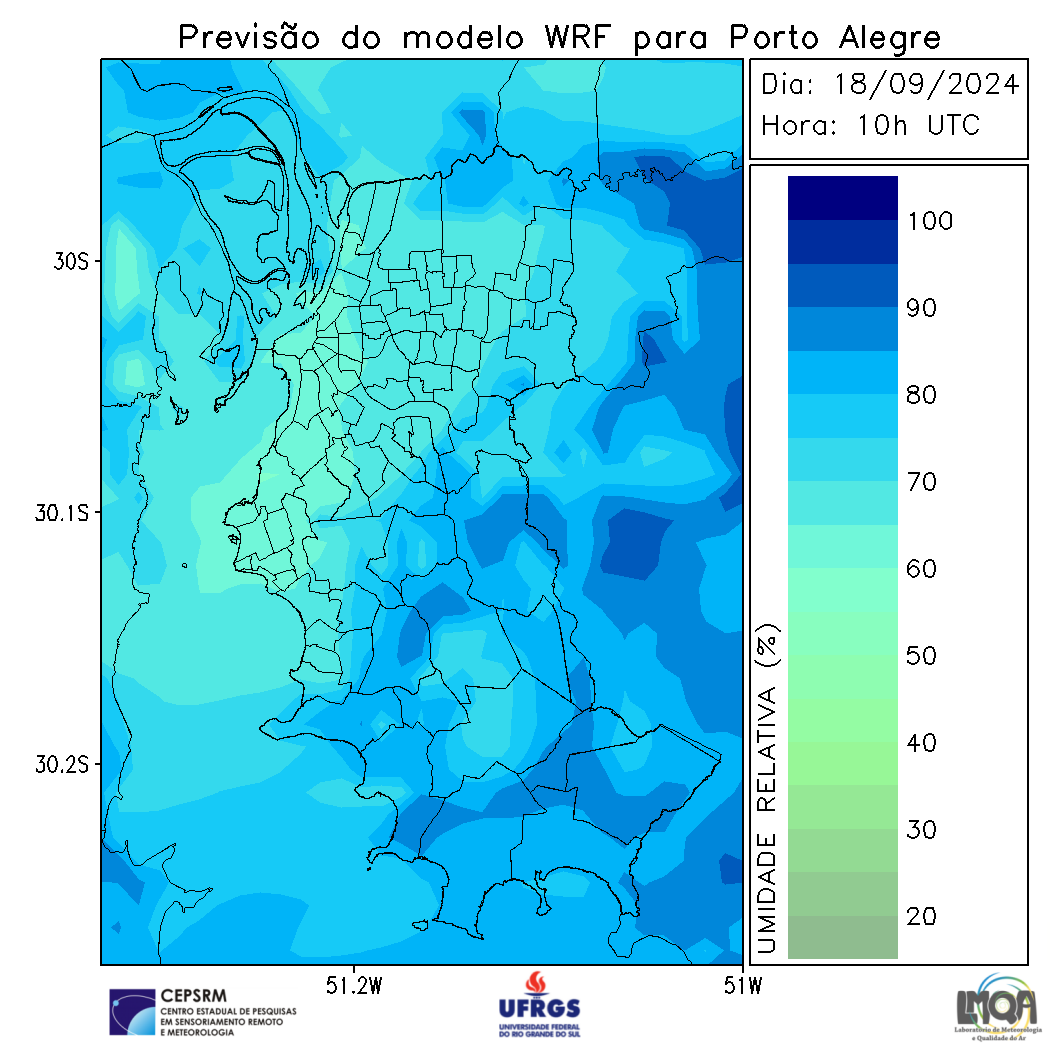 Previsão do modelo WRF para Porto Alegre
Dia: 18/09/2024
Hora: 10h UTC
30S
30.1S
30.2S
51.2W
51W
100
90
80
70
60
50
40
30
20
UMIDADE RELATIVA (%)
CEPSRM
CENTRO ESTADUAL DE PESQUISAS
EM SENSORIAMENTO REMOTO
E METEOROLOGIA
UFRGS
UNIVERSIDADE FEDERAL
DO RIO GRANDE DO SUL
LMQA
Laboratório de Meteorologia
e Qualidade do Ar